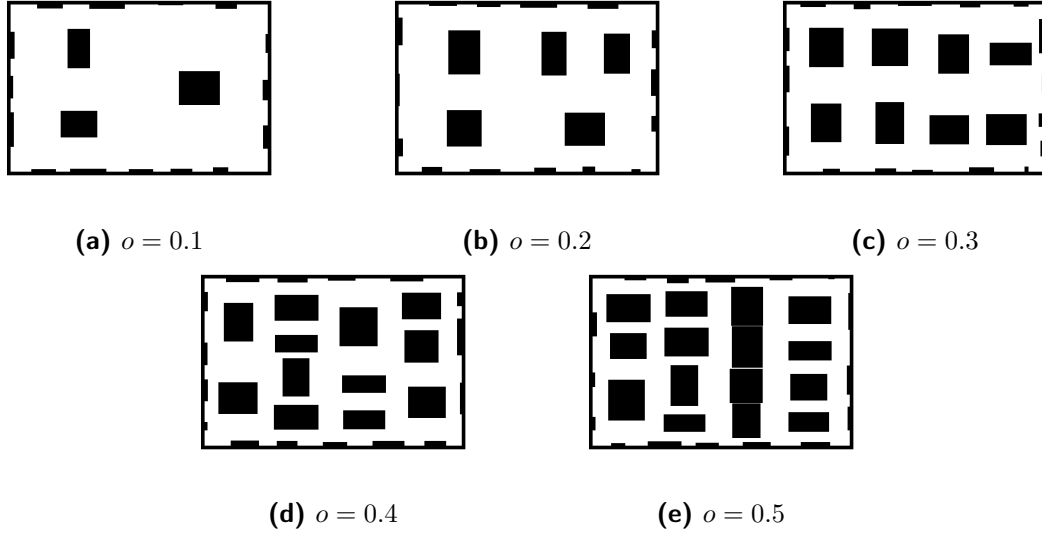 (a) o = 0.1
(b) o = 0.2
(c) o = 0.3
(d) o = 0.4
(e) o = 0.5